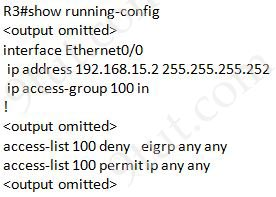 R3#show running-config
<output omitted>
interface Ethernet0/0
ip address 192.168.15.2 255.255.255.252
ip access-group 100 in
!
<output omitted>
access-list 100 deny eigrp any any
access-list 100 permit ip any any
<output omitted>